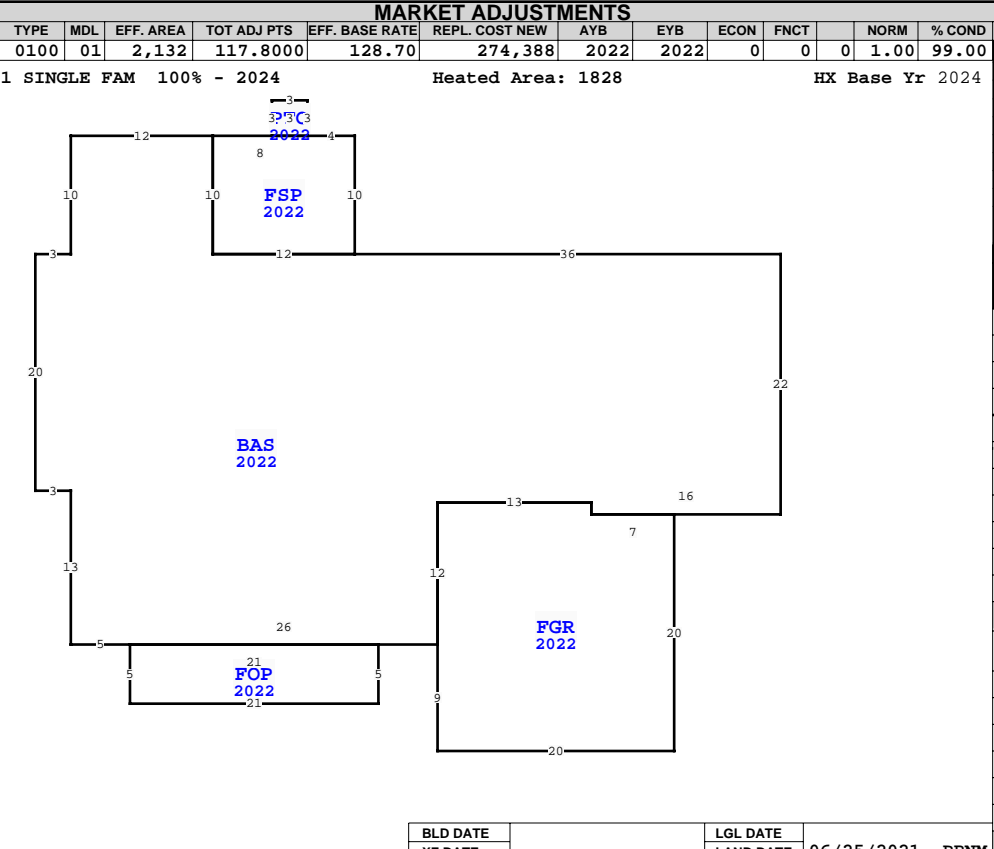 MARKET ADJUSTMENTS
TYPE MDL EFF. AREA TOT ADJ PTS EFF. BASE RATE REPL. COST NEW AYB EYB ECON FNCT NORM % COND
0100 01 2,132 117.8000 128.70 274,388 2022 2022 0 0 0 1.00 99.00
1 SINGLE FAM 100% - 2024 Heated Area: 1828 HX Base Yr 2024
3
3 3 3
PTC
12 2022 4
8
10 10 FSP 10
2022
3 12 36
20 22
BAS
2022
3 16
13
7
13 12
26 FGR 20
5 2022
21
5 FOP 5
2022 9
21
20
BLD DATE LGL DATE